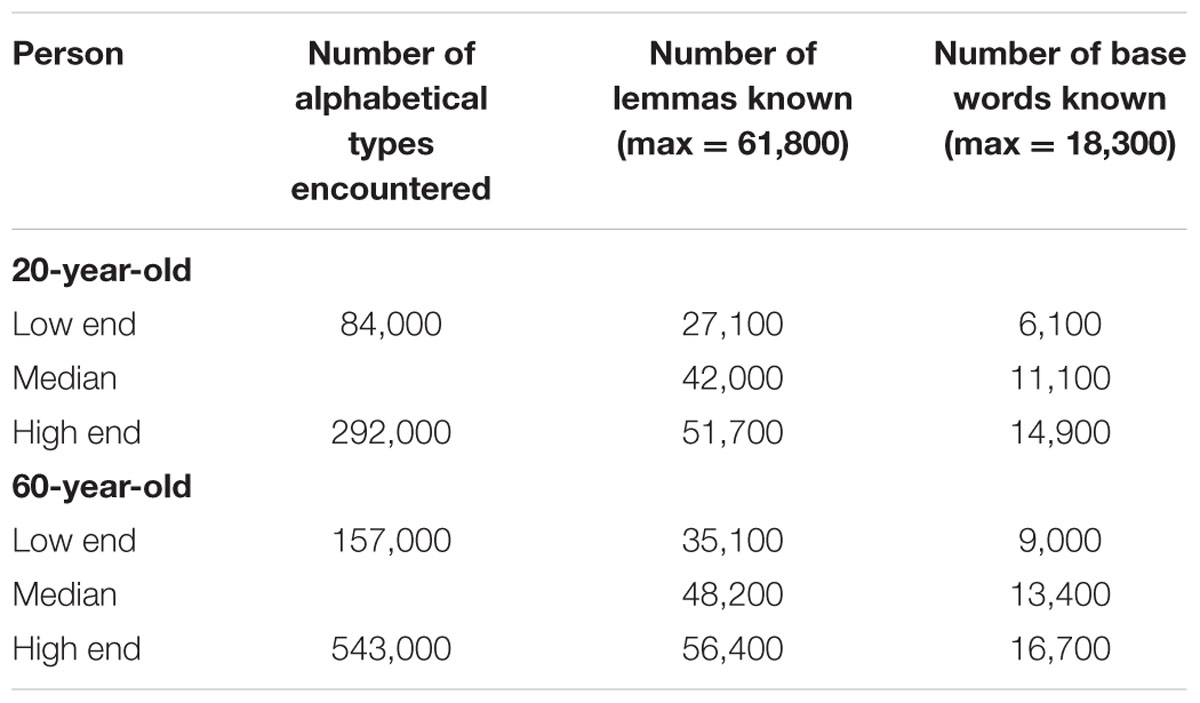 Person Number of Number of Number of base
alphabetical lemmas known words known
types (max = 61,800) (max = 18,300)
encountered
20-year-old
Low end 84,000 27,100 6,100
Median 42,000 11,100
High end 292,000 51,700 14,900
60-year-old
Low end 157,000 35,100 9,000
Median 48,200 13,400
High end 543,000 56,400 16,700